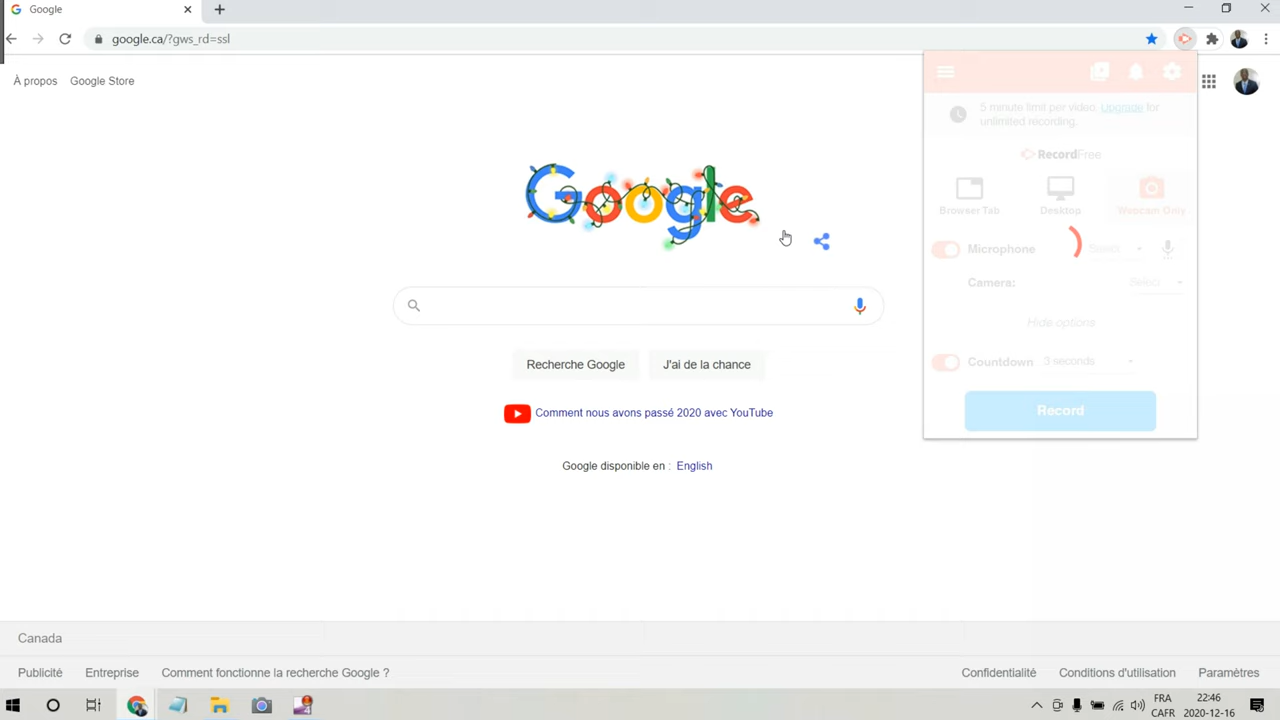 Google
google.ca/?gws_rd=ssl
À propos Google Store
5 minute limit per video. Upgrade for
unlimited recording.
RecordFree
Browser Tab Desktop Webcam Only
Microphone Select
Camera: Select
Hide options
Countdown 3 seconds
Record
Google
Recherche Google J'ai de la chance
Comment nous avons passé 2020 avec YouTube
Google disponible en : English
Canada
Publicité Entreprise Comment fonctionne la recherche Google ? Confidentialité Conditions d'utilisation Paramètres
FRA 22:46
CAFR 2020-12-16